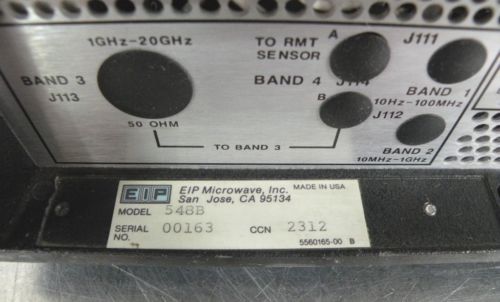 1GHz-20GHz
BAND 3
J113
50 OHM
TO BAND 3
TO RMT
SENSOR
A
BAND 4
J114
B
J111
BAND 1
10Hz-100MHz
J112
BAND 2
10MHz-1GHz
EIP
EIP Microwave, Inc.
San Jose, CA 95134
MADE IN USA
MODEL 548B
SERIAL NO. 00163
CCN 2312
5560165-00 B